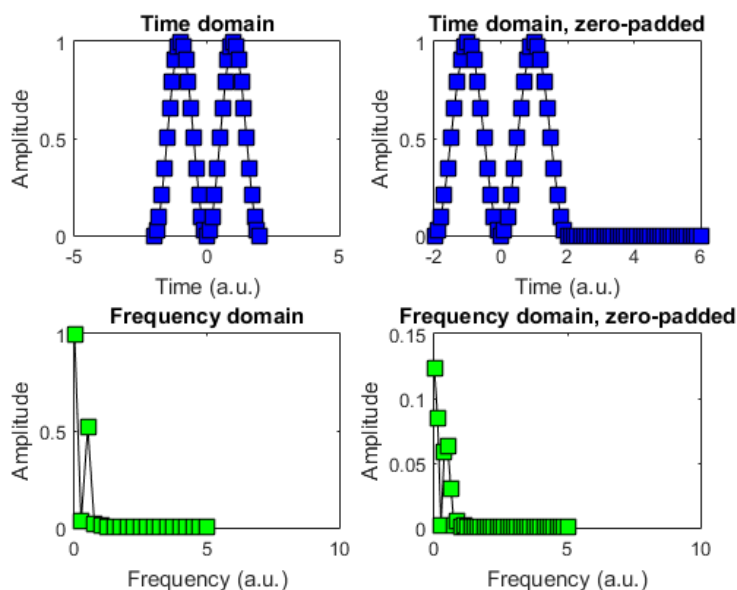 Time domain
1
0.5
0
-5
0
5
Amplitude
Time (a.u.)
Time domain, zero-padded
1
0.5
0
-2
0
2
4
6
Amplitude
Time (a.u.)
Frequency domain
1
0.5
0
0
5
10
Amplitude
Frequency (a.u.)
Frequency domain, zero-padded
0.15
0.1
0.05
0
0
5
10
Amplitude
Frequency (a.u.)